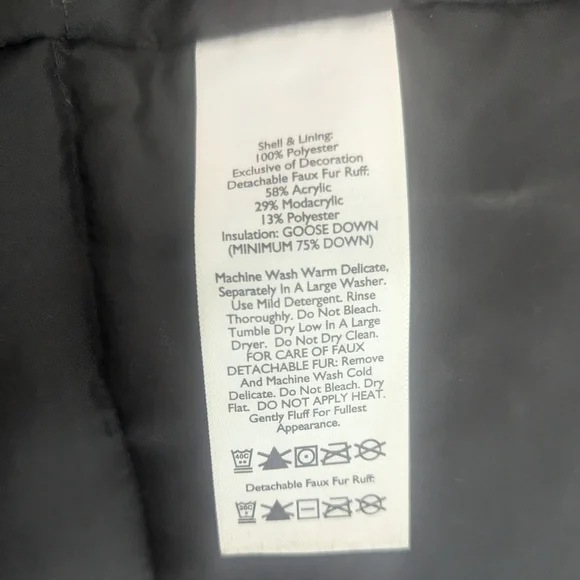 Shell & Lining:
100% Polyester
Exclusive of Decoration
Detachable Faux Fur Ruff:
58% Acrylic
29% Modacrylic
13% Polyester
Insulation: GOOSE DOWN
(MINIMUM 75% DOWN)
Machine Wash Warm Delicate,
Separately In A Large Washer.
Use Mild Detergent. Rinse
Thoroughly. Do Not Bleach.
Tumble Dry Low In A Large
Dryer. Do Not Dry Clean.
FOR CARE OF FAUX
DETACHABLE FUR: Remove
And Machine Wash Cold
Delicate. Do Not Bleach. Dry
Flat. DO NOT APPLY HEAT.
Gently Fluff For Fullest
Appearance.
40C
Detachable Faux Fur Ruff:
30C